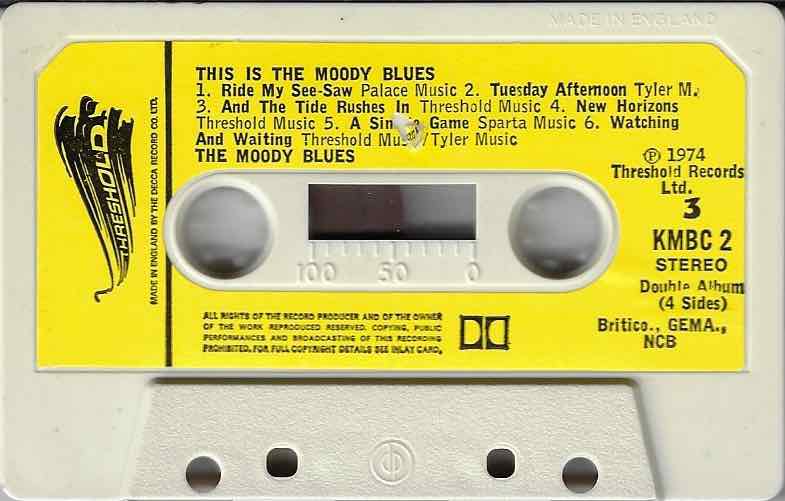 MADE IN ENGLAND
THIS IS THE MOODY BLUES
1. Ride My See-Saw Palace Music 2. Tuesday Afternoon Tyler M.
3. And The Tide Rushes In Threshold Music 4. New Horizons
Threshold Music 5. A Game Sparta Music 6. Watching
And Waiting Threshold /Tyler Music
THE MOODY BLUES
THRESHOLD
MADE IN ENGLAND BY THE DECCA RECORD CO. LTD.
℗ 1974
Threshold Records
Ltd.
3
KMBC 2
STEREO
Double Album
(4 Sides)
Britico., GEMA.,
NCB
100 50 0
ALL RIGHTS OF THE RECORD PRODUCER AND OF THE OWNER
OF THE WORK REPRODUCED RESERVED. COPYING, PUBLIC
PERFORMANCES AND BROADCASTING OF THIS RECORDING
PROHIBITED. FOR FULL COPYRIGHT DETAILS SEE INLAY CARD.